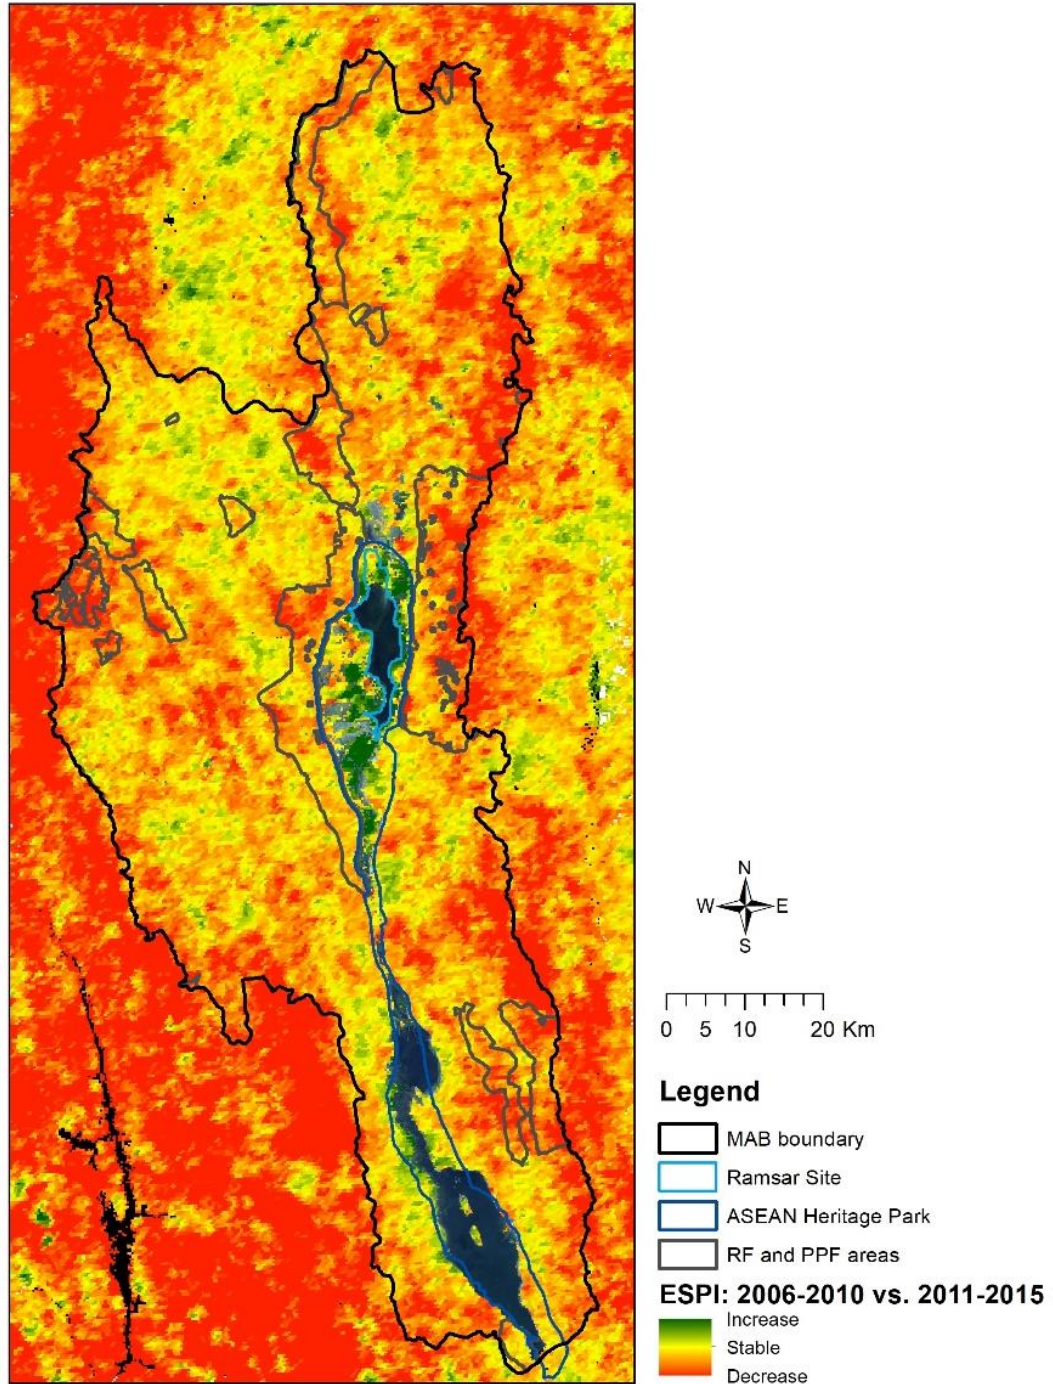 N
W E
S
0 5 10 20 Km
Legend
MAB boundary
Ramsar Site
ASEAN Heritage Park
RF and PPF areas
ESPI: 2006-2010 vs. 2011-2015
Increase
Stable
Decrease